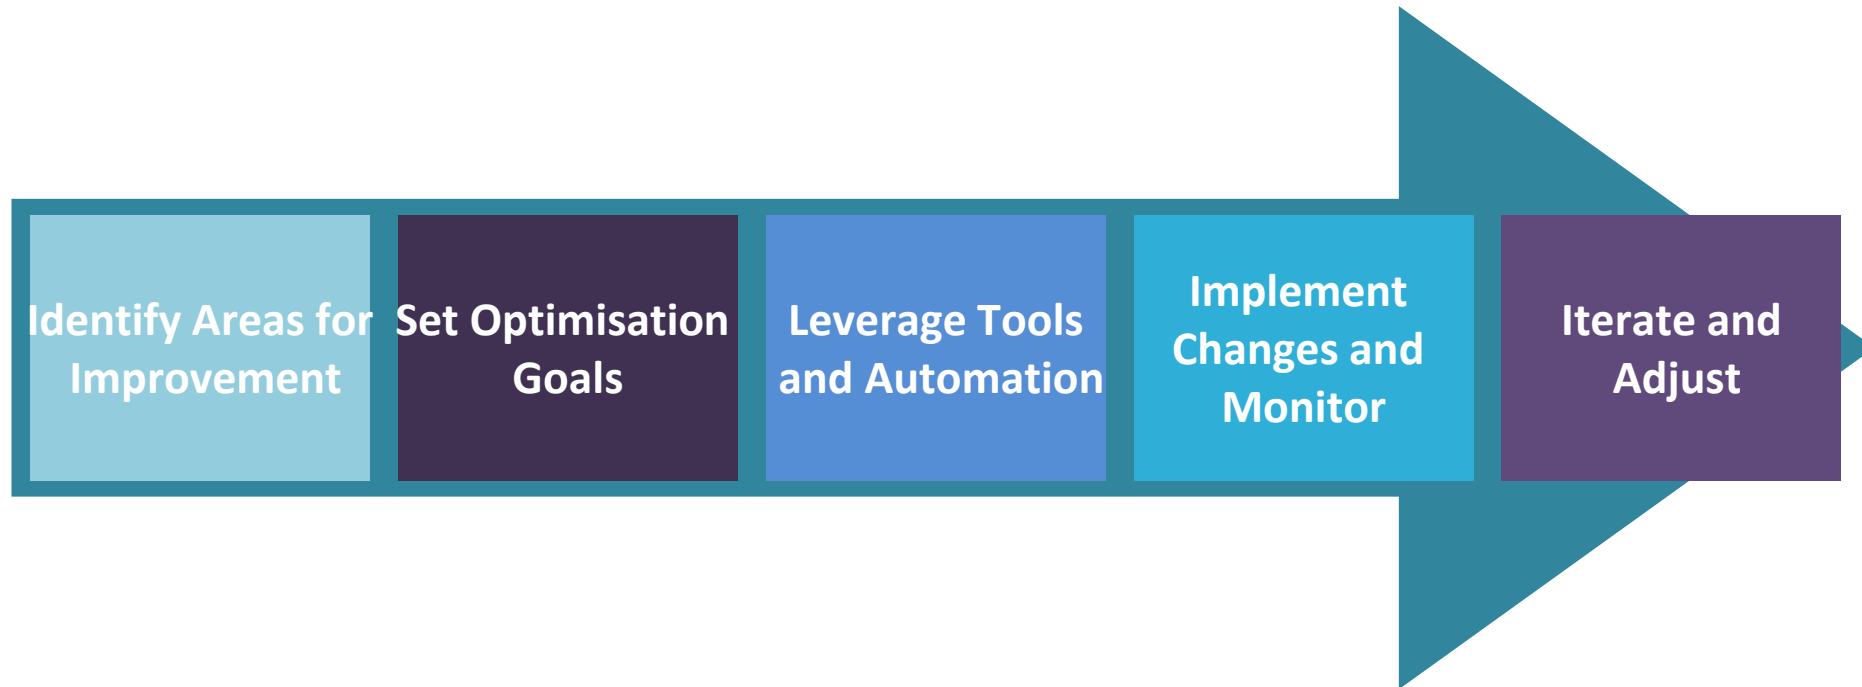 Identify Areas for
Improvement
Set Optimisation
Goals
Leverage Tools
and Automation
Implement
Changes and
Monitor
Iterate and
Adjust